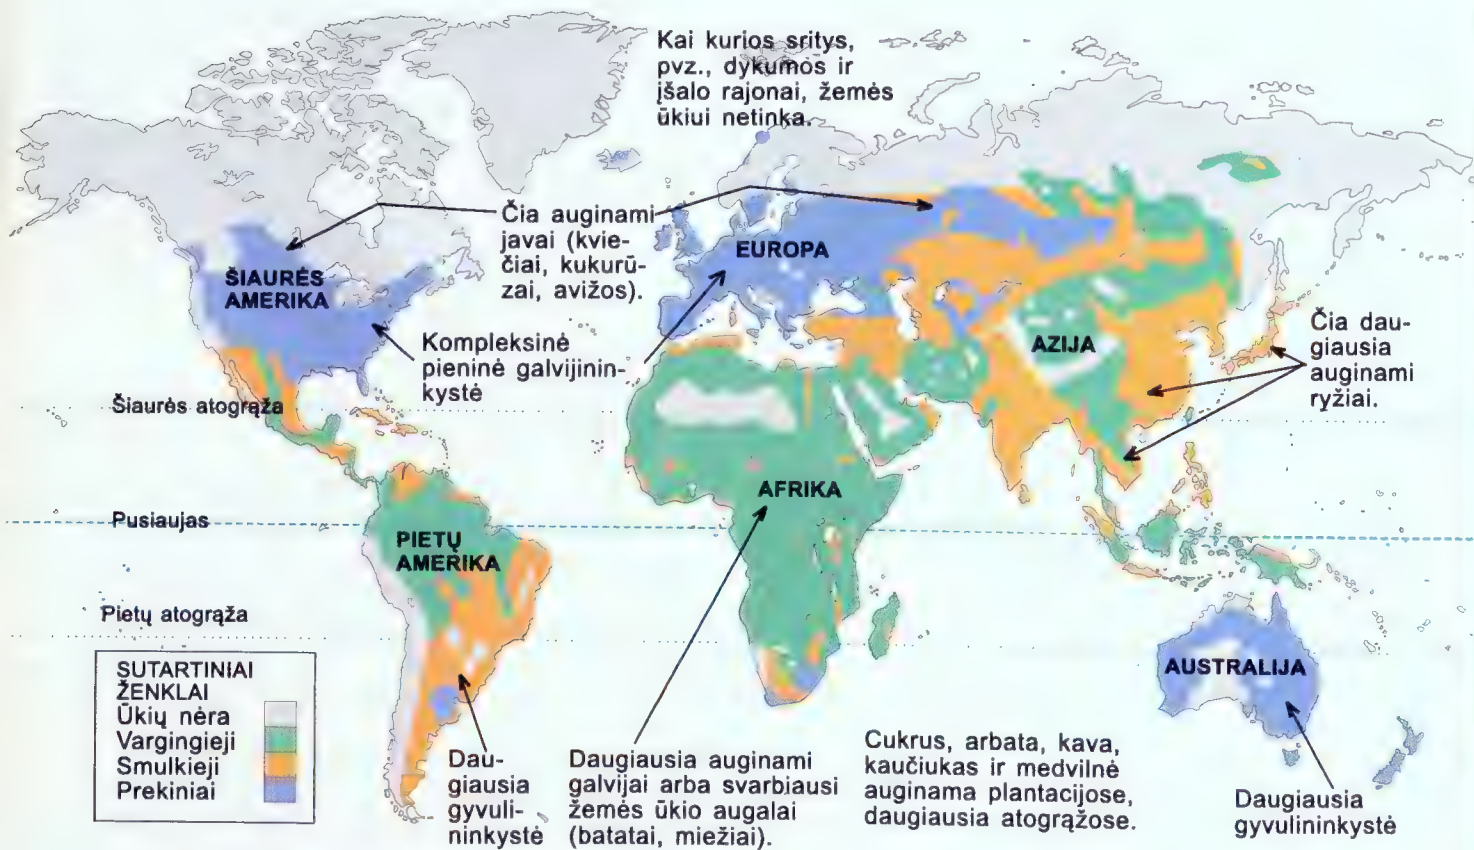 Kai kurios sritys,
pvz., dykumos ir
įšalo rajonai, žemės
ūkiui netinka.
Čia auginami
javai (kvie-
čiai, kukurū-
zai, avižos).
EUROPA
ŠIAURĖS
AMERIKA
Kompleksinė
pieninė galvijinin-
kystė
AZIJA
Čia dau-
giausia
auginami
ryžiai.
Šiaurės atogrąža
AFRIKA
Pusiaujas
PIETŲ
AMERIKA
Pietų atogrąža
AUSTRALIJA
SUTARTINIAI
ŽENKLAI
Ūkių nėra
Vargingieji
Smulkieji
Prekiniai
Dau-
giausia
gyvuli-
ninkystė
Daugiausia auginami
galvijai arba svarbiausi
žemės ūkio augalai
(batatai, miežiai).
Cukrus, arbata, kava,
kaučiukas ir medvilnė
auginama plantacijose,
daugiausia atogrąžose.
Daugiausia
gyvulininkystė